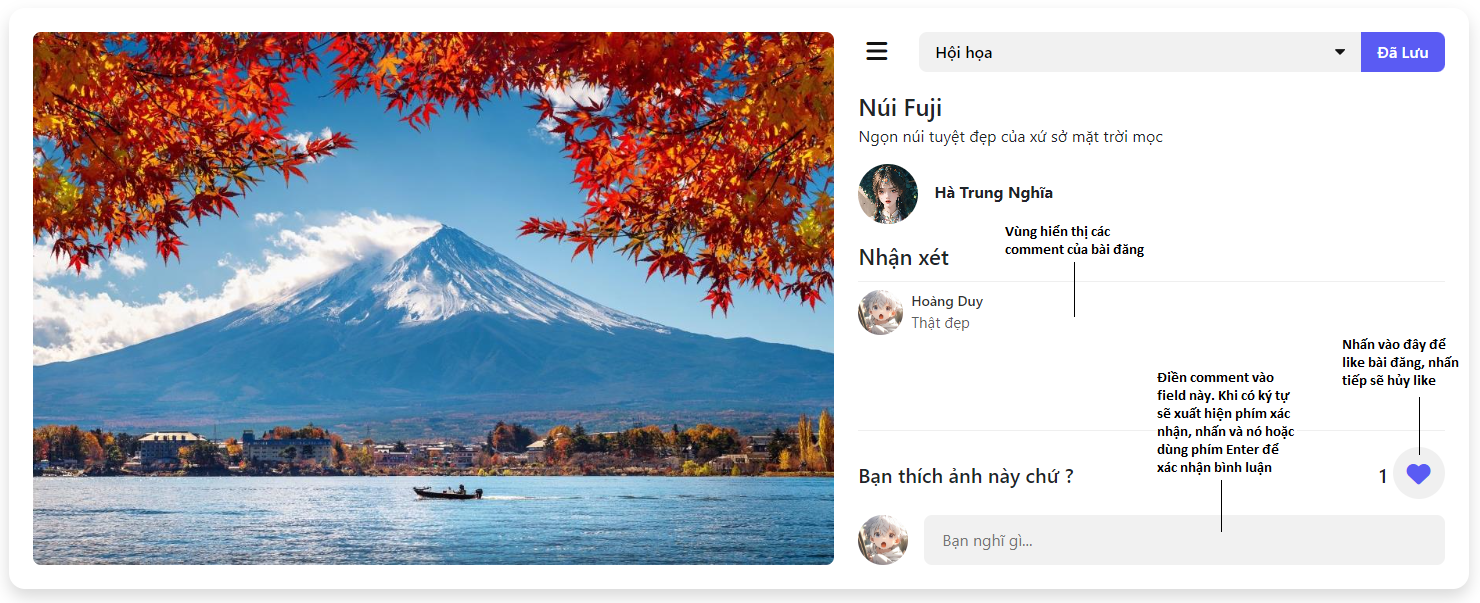 Hội họa
Đã Lưu
Núi Fuji
Ngọn núi tuyệt đẹp của xứ sở mặt trời mọc
Hà Trung Nghĩa
Vùng hiển thị các
comment của bài đăng
Nhận xét
Hoàng Duy
Thật đẹp
Nhấn vào đây để
like bài đăng, nhấn
tiếp sẽ hủy like
Điền comment vào
field này. Khi có ký tự
sẽ xuất hiện phím xác
nhận, nhấn và nó hoặc
dùng phím Enter để
xác nhận bình luận
Bạn thích ảnh này chứ ?
1
Bạn nghĩ gì...